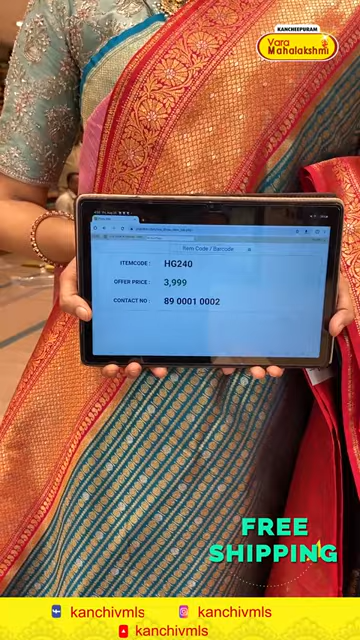 KANCHEEPURAM
Vara
Mahalakshmi
Item Code / Barcode
ITEMCODE : HG240
OFFER PRICE : 3,999
CONTACT NO : 89 0001 0002
FREE
SHIPPING
kanchivmls kanchivmls
kanchivmls